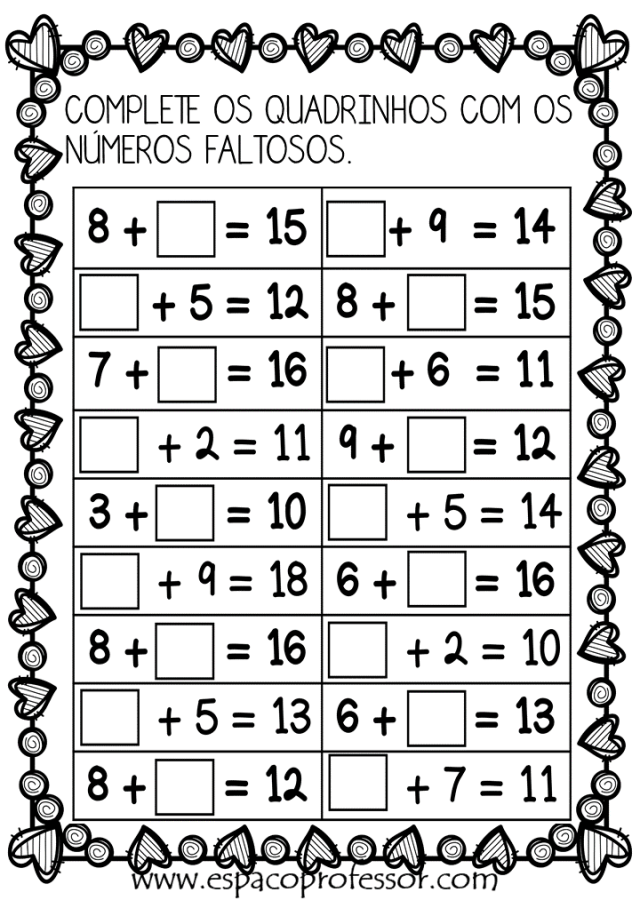 COMPLETE OS QUADRINHOS COM OS
NÚMEROS FALTOSOS.
8 + = 15
+ 9 = 14
+ 5 = 12
8 + = 15
7 + = 16
+ 6 = 11
+ 2 = 11
9 + = 12
3 + = 10
+ 5 = 14
+ 9 = 18
6 + = 16
8 + = 16
+ 2 = 10
+ 5 = 13
6 + = 13
8 + = 12
+ 7 = 11
www.espacoprofessor.com